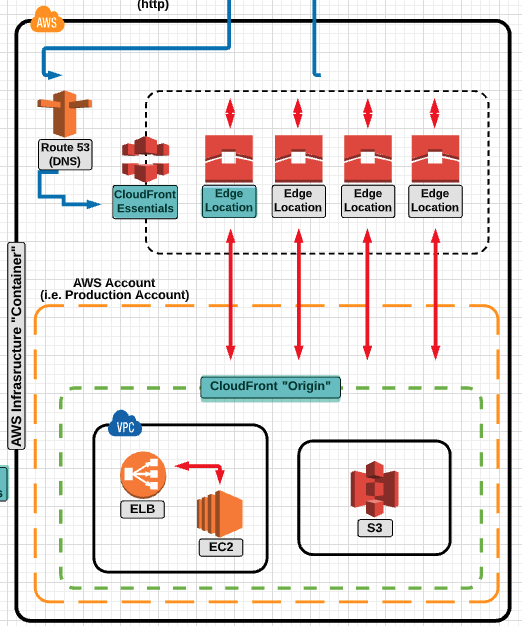 (http)
AWS
Route 53
(DNS)
CloudFront
Essentials
Edge
Location
Edge
Location
Edge
Location
Edge
Location
AWS Infrasructure "Container"
AWS Account
(i.e. Production Account)
CloudFront "Origin"
VPC
ELB
EC2
S3